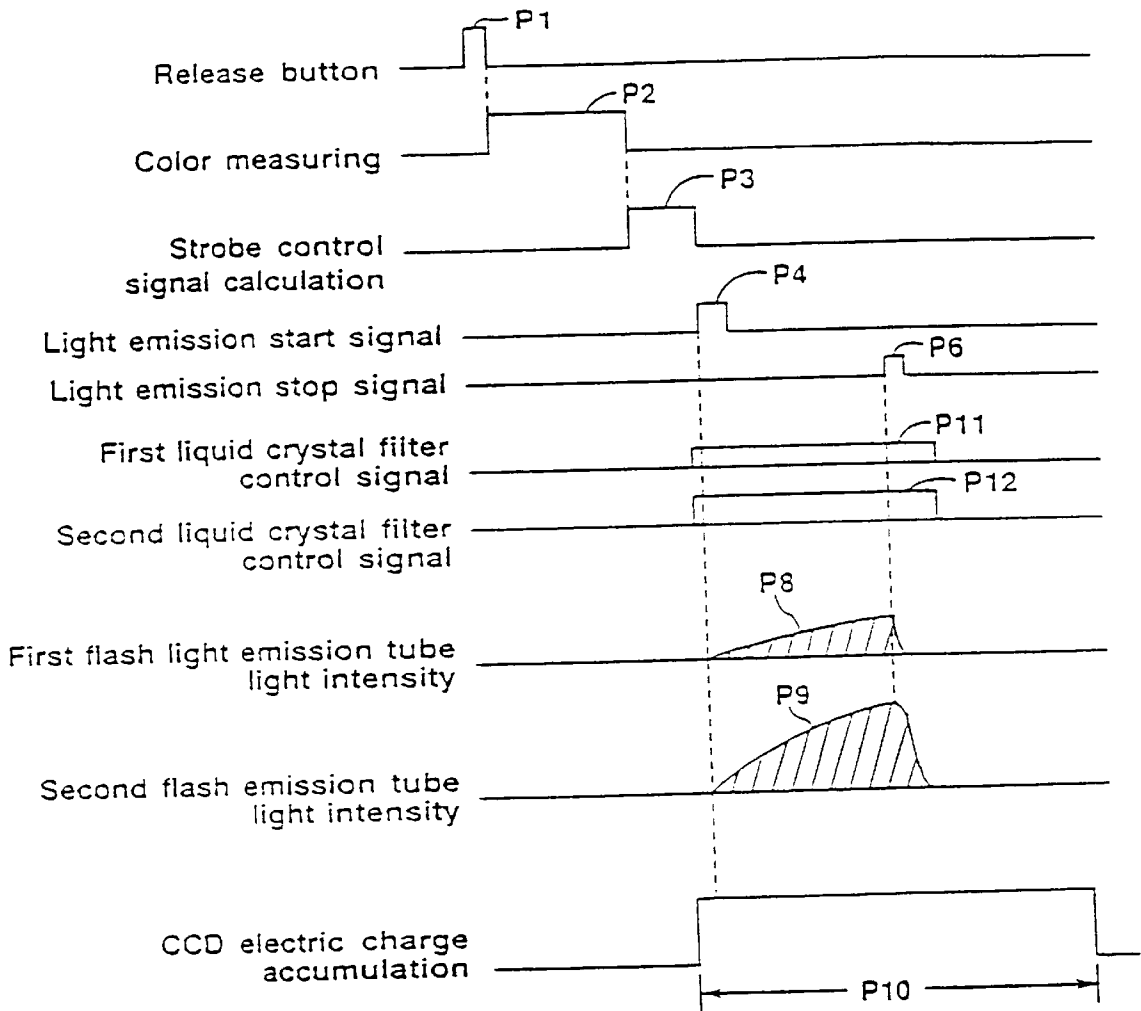 P1
Release button
P2
Color measuring
P3
Strobe control
signal calculation
P4
Light emission start signal
P6
Light emission stop signal
P11
First liquid crystal filter
control signal
P12
Second liquid crystal filter
control signal
P8
First flash light emission tube
light intensity
P9
Second flash emission tube
light intensity
CCD electric charge
accumulation
P10